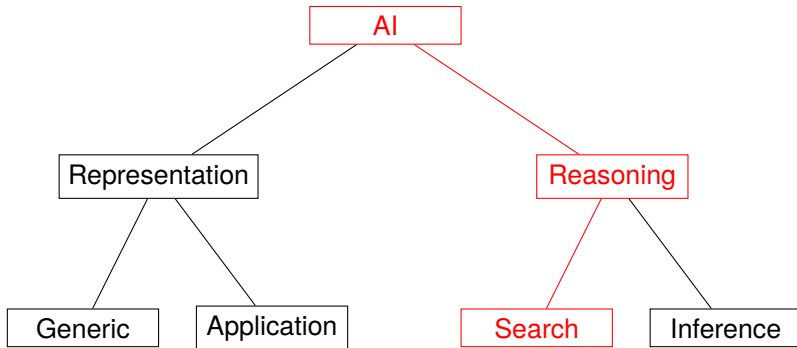 AI
Representation
Reasoning
Generic
Application
Search
Inference